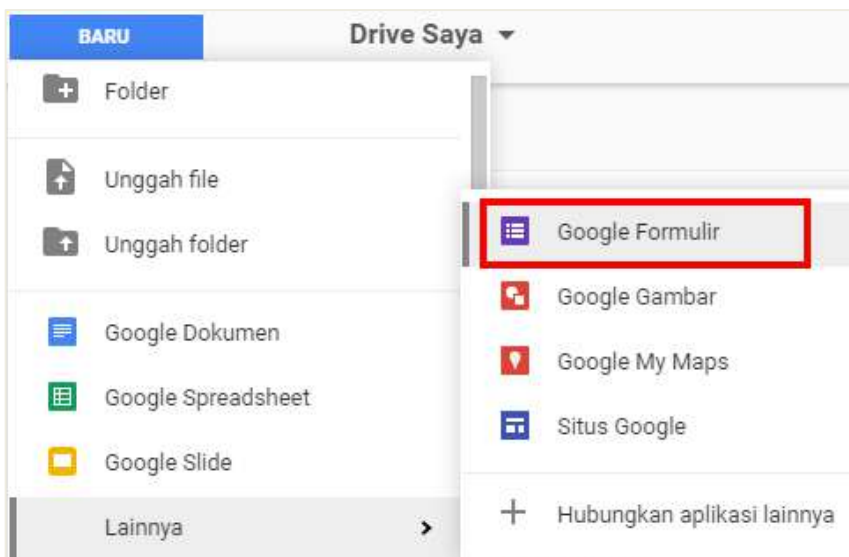 BARU
Drive Saya
Folder
Unggah file
Unggah folder
Google Dokumen
Google Spreadsheet
Google Slide
Lainnya
Google Formulir
Google Gambar
Google My Maps
Situs Google
Hubungkan aplikasi lainnya